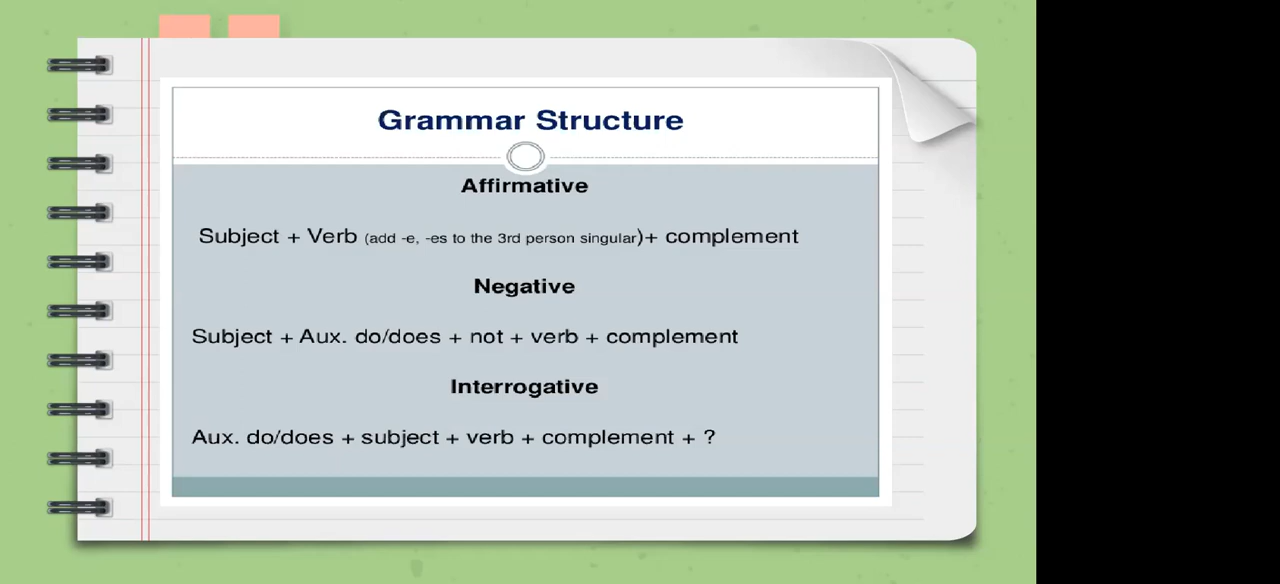 Grammar Structure
Affirmative
Subject + Verb (add -e, -es to the 3rd person singular)+ complement
Negative
Subject + Aux. do/does + not + verb + complement
Interrogative
Aux. do/does + subject + verb + complement + ?